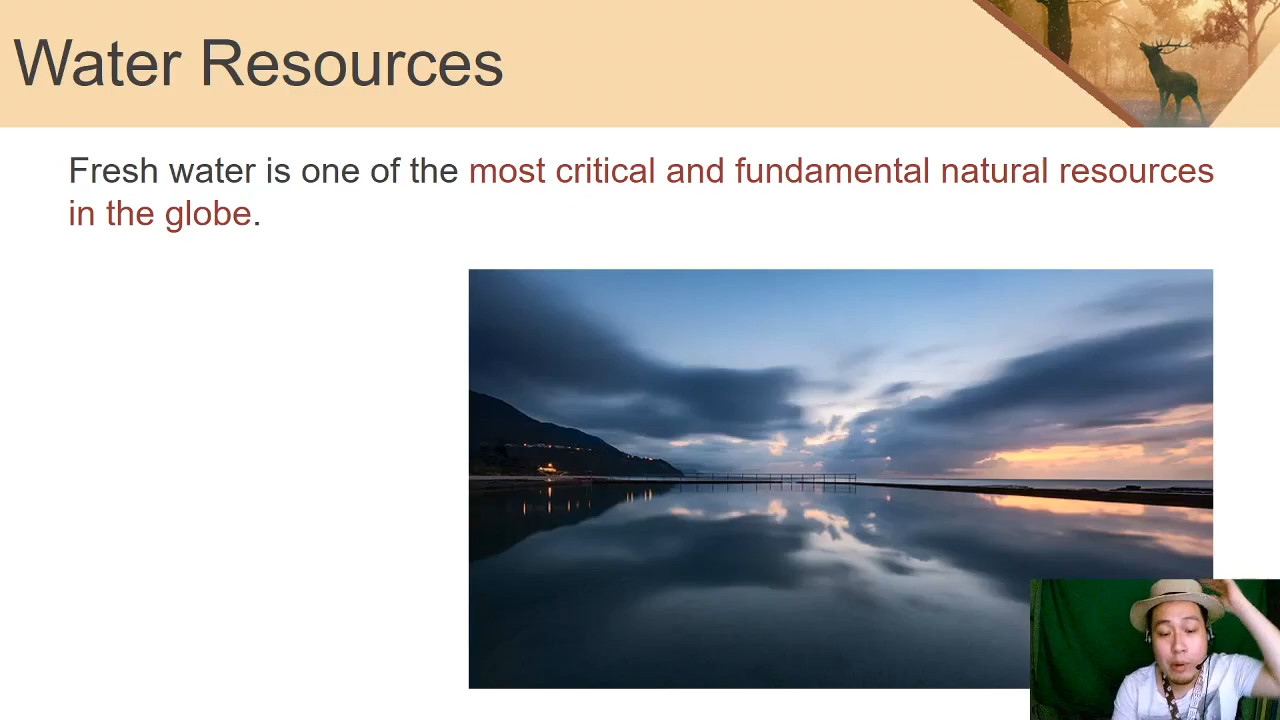 Water Resources
Fresh water is one of the most critical and fundamental natural resources
in the globe.